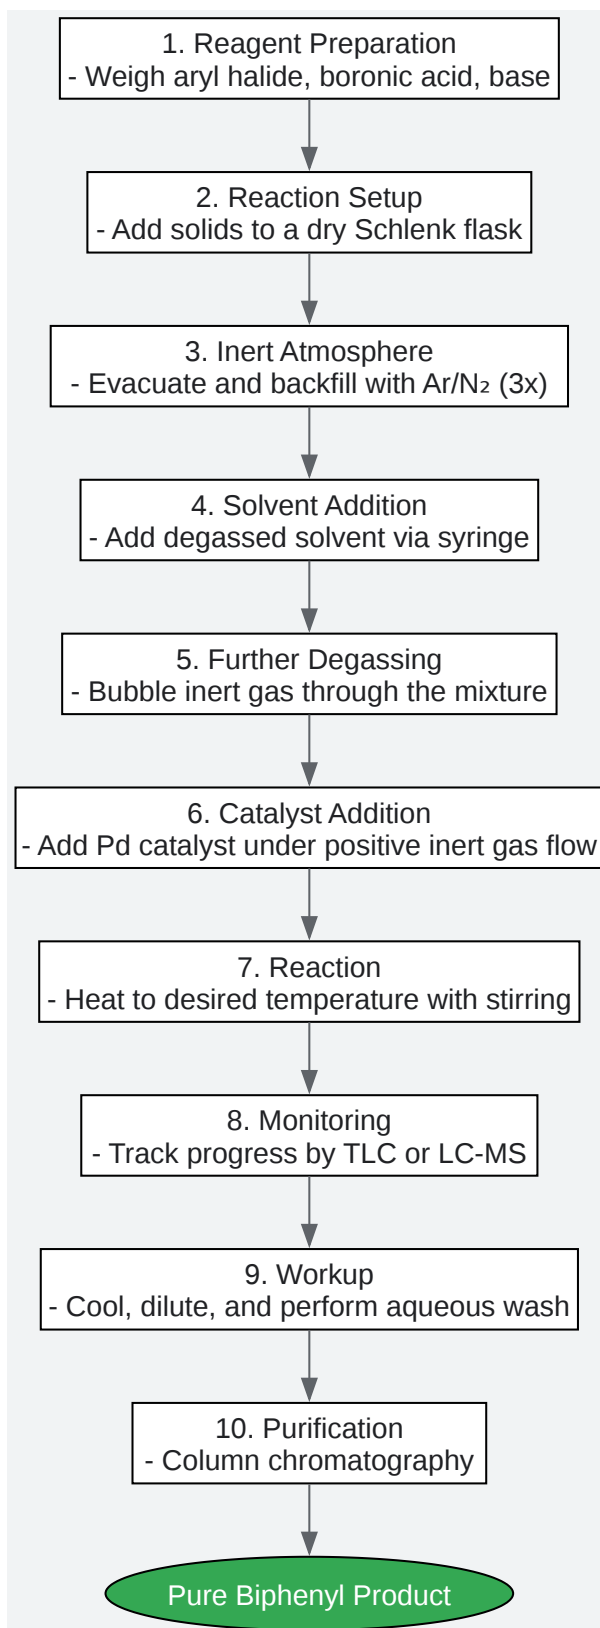 1. Reagent Preparation
- Weigh aryl halide, boronic acid, base
2. Reaction Setup
- Add solids to a dry Schlenk flask
3. Inert Atmosphere
- Evacuate and backfill with Ar/N₂ (3x)
4. Solvent Addition
- Add degassed solvent via syringe
5. Further Degassing
- Bubble inert gas through the mixture
6. Catalyst Addition
- Add Pd catalyst under positive inert gas flow
7. Reaction
- Heat to desired temperature with stirring
8. Monitoring
- Track progress by TLC or LC-MS
9. Workup
- Cool, dilute, and perform aqueous wash
10. Purification
- Column chromatography
Pure Biphenyl Product